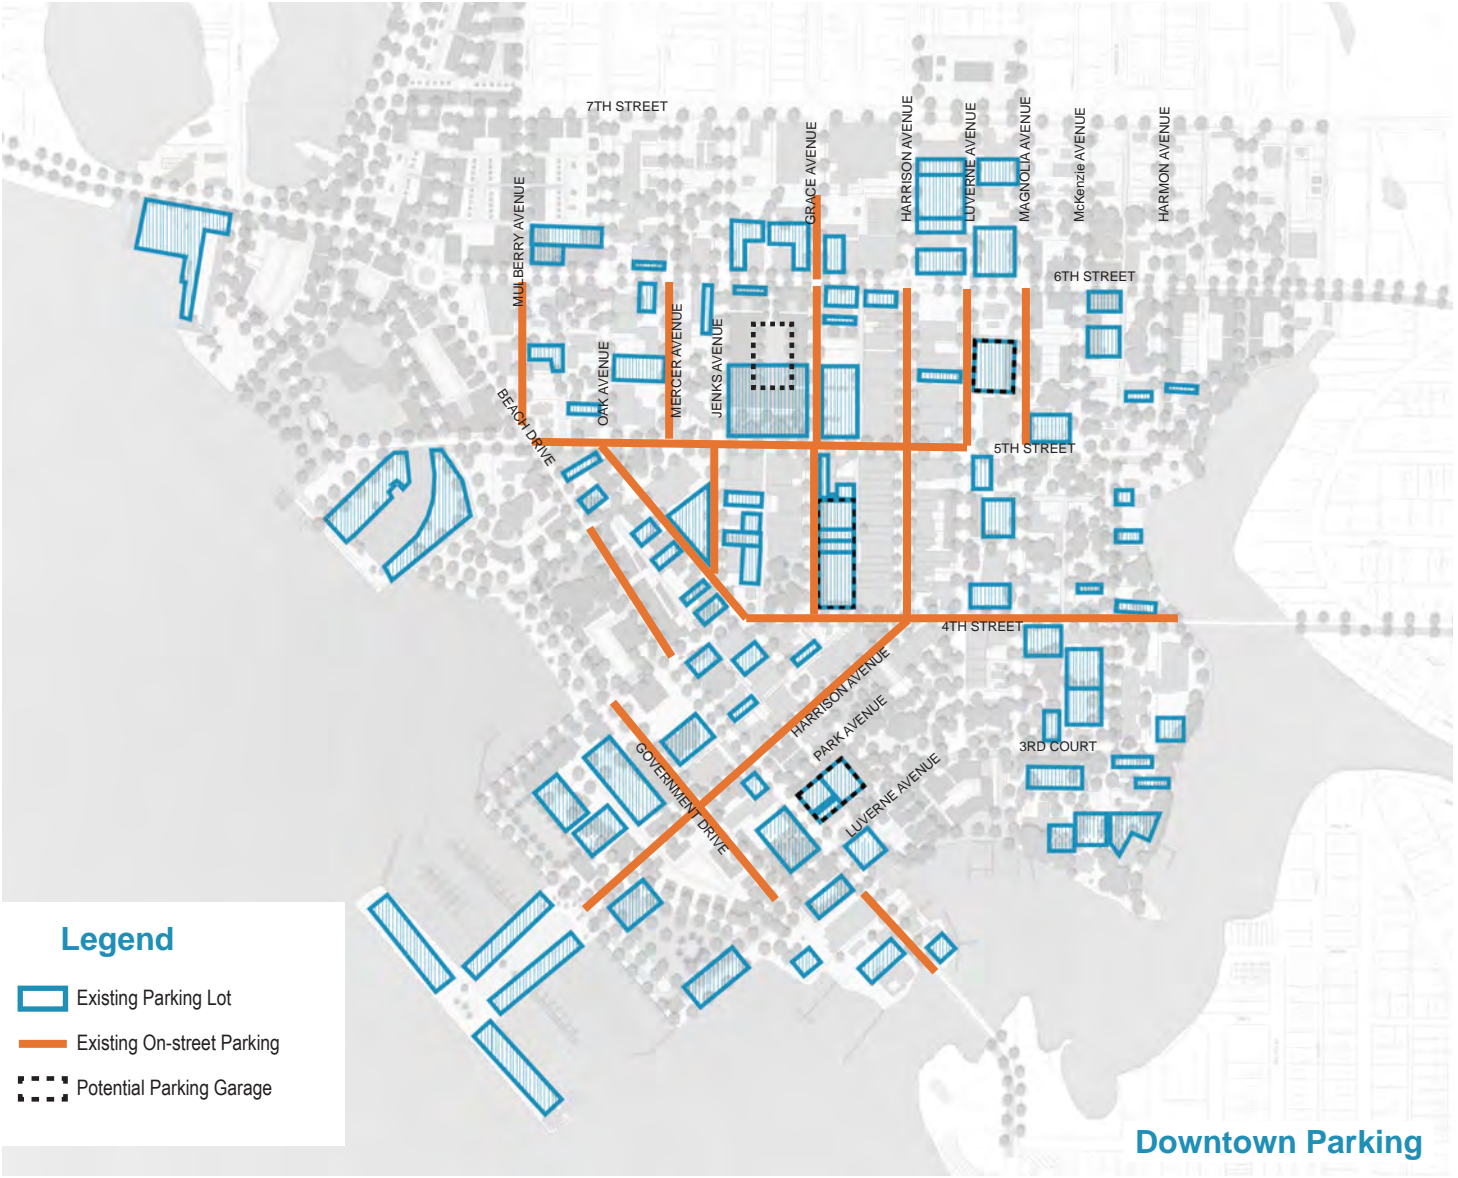 7TH STREET
MULBERRY AVENUE
GRACE AVENUE
HARRISON AVENUE
LUVERNE AVENUE
MAGNOLIA AVENUE
McKenzie AVENUE
HARMON AVENUE
6TH STREET
OAK AVENUE
MERCER AVENUE
JENKS AVENUE
BEACH DRIVE
5TH STREET
4TH STREET
HARRISON AVENUE
PARK AVENUE
LUVERNE AVENUE
GOVERNMENT DRIVE
3RD COURT
Legend
Existing Parking Lot
Existing On-street Parking
Potential Parking Garage
Downtown Parking